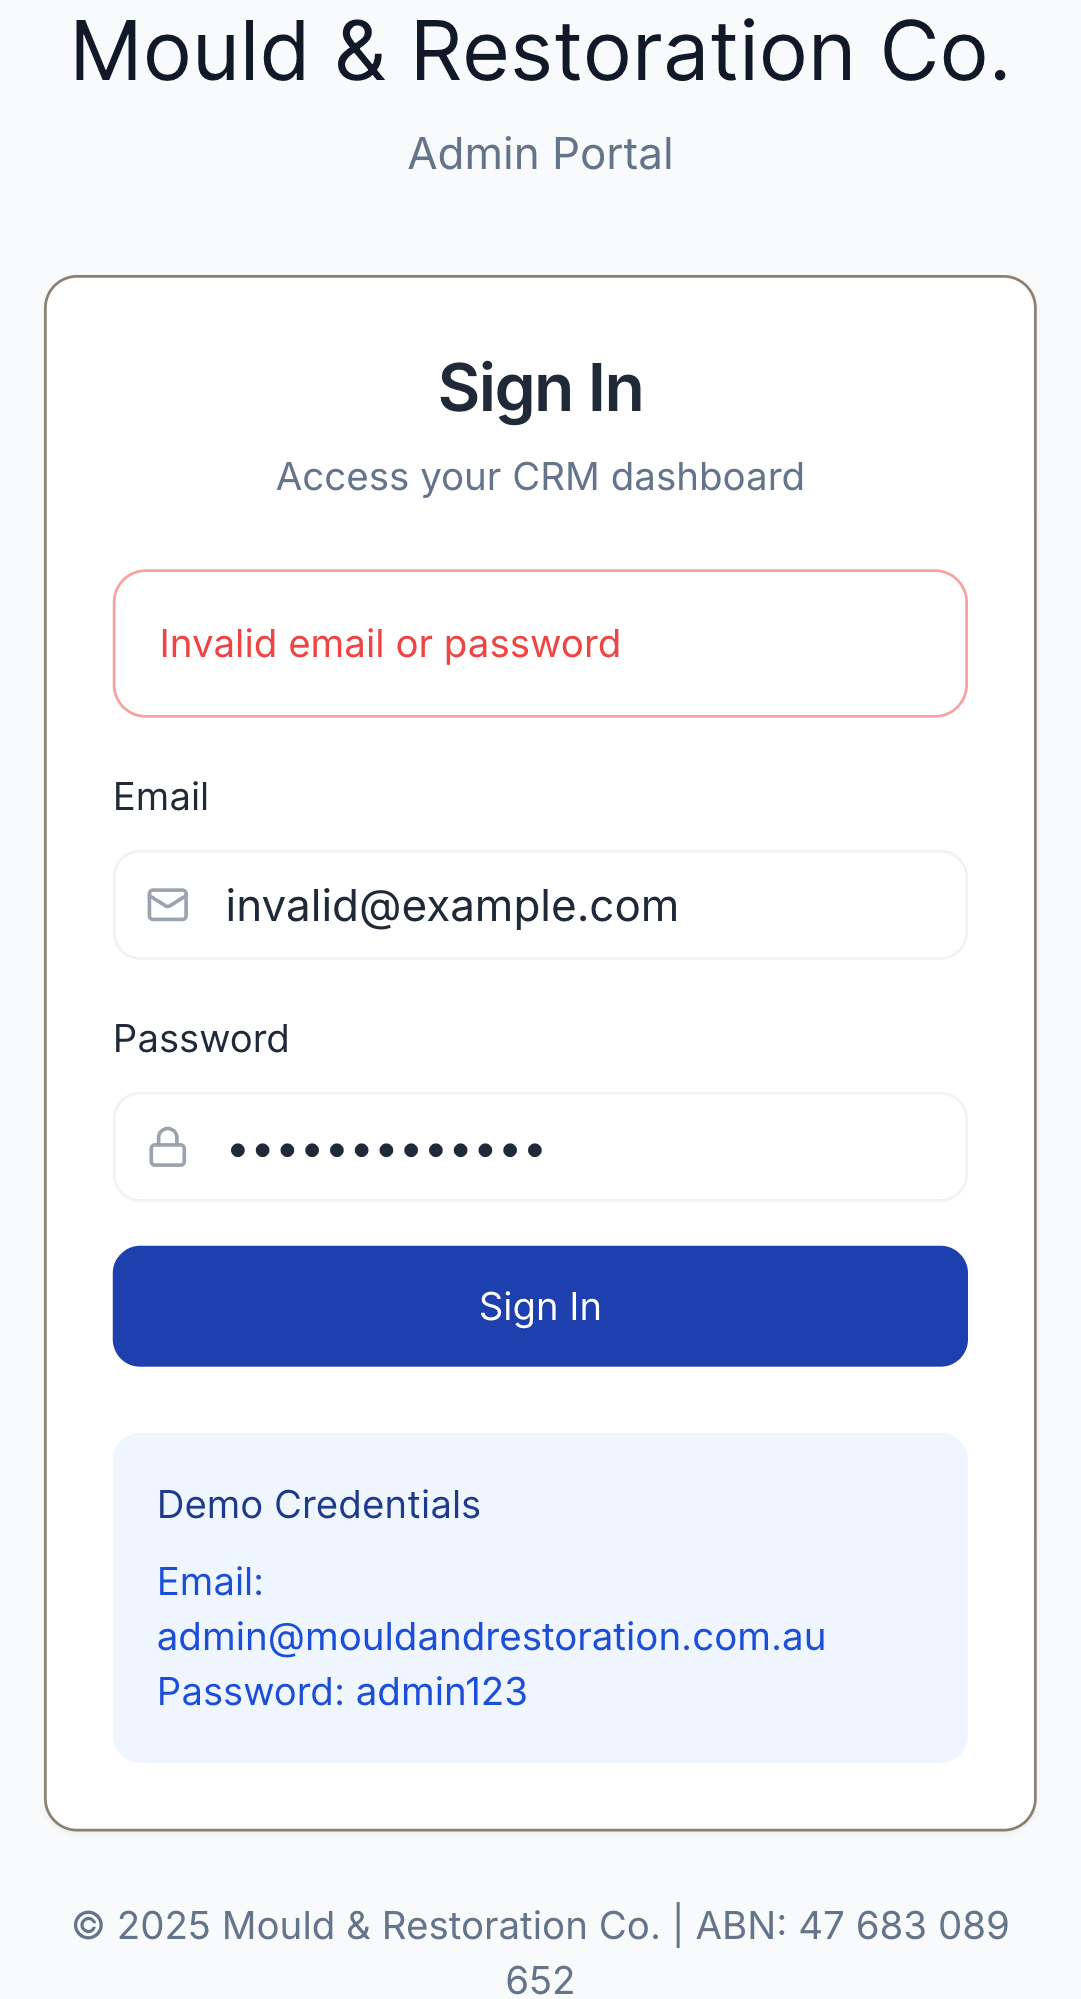 Mould & Restoration Co.
Admin Portal
Sign In
Access your CRM dashboard
Invalid email or password
Email
invalid@example.com
Password
•••••••••••••
Sign In
Demo Credentials
Email:
admin@mouldandrestoration.com.au
Password: admin123
© 2025 Mould & Restoration Co. | ABN: 47 683 089
652